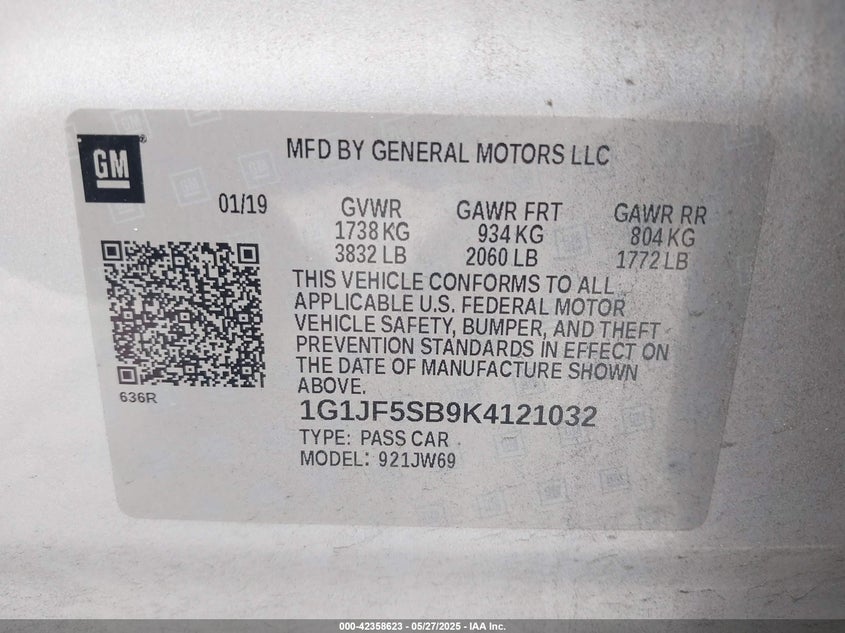 GM
MFD BY GENERAL MOTORS LLC
01/19
GVWR
1738 KG
3832 LB
GAWR FRT
934 KG
2060 LB
GAWR RR
804 KG
1772 LB
THIS VEHICLE CONFORMS TO ALL
APPLICABLE U.S. FEDERAL MOTOR
VEHICLE SAFETY, BUMPER, AND THEFT
PREVENTION STANDARDS IN EFFECT ON
THE DATE OF MANUFACTURE SHOWN
ABOVE.
636R
1G1JF5SB9K4121032
TYPE: PASS CAR
MODEL: 921JW69
000-42358623 - 05/27/2025 - IAA Inc.